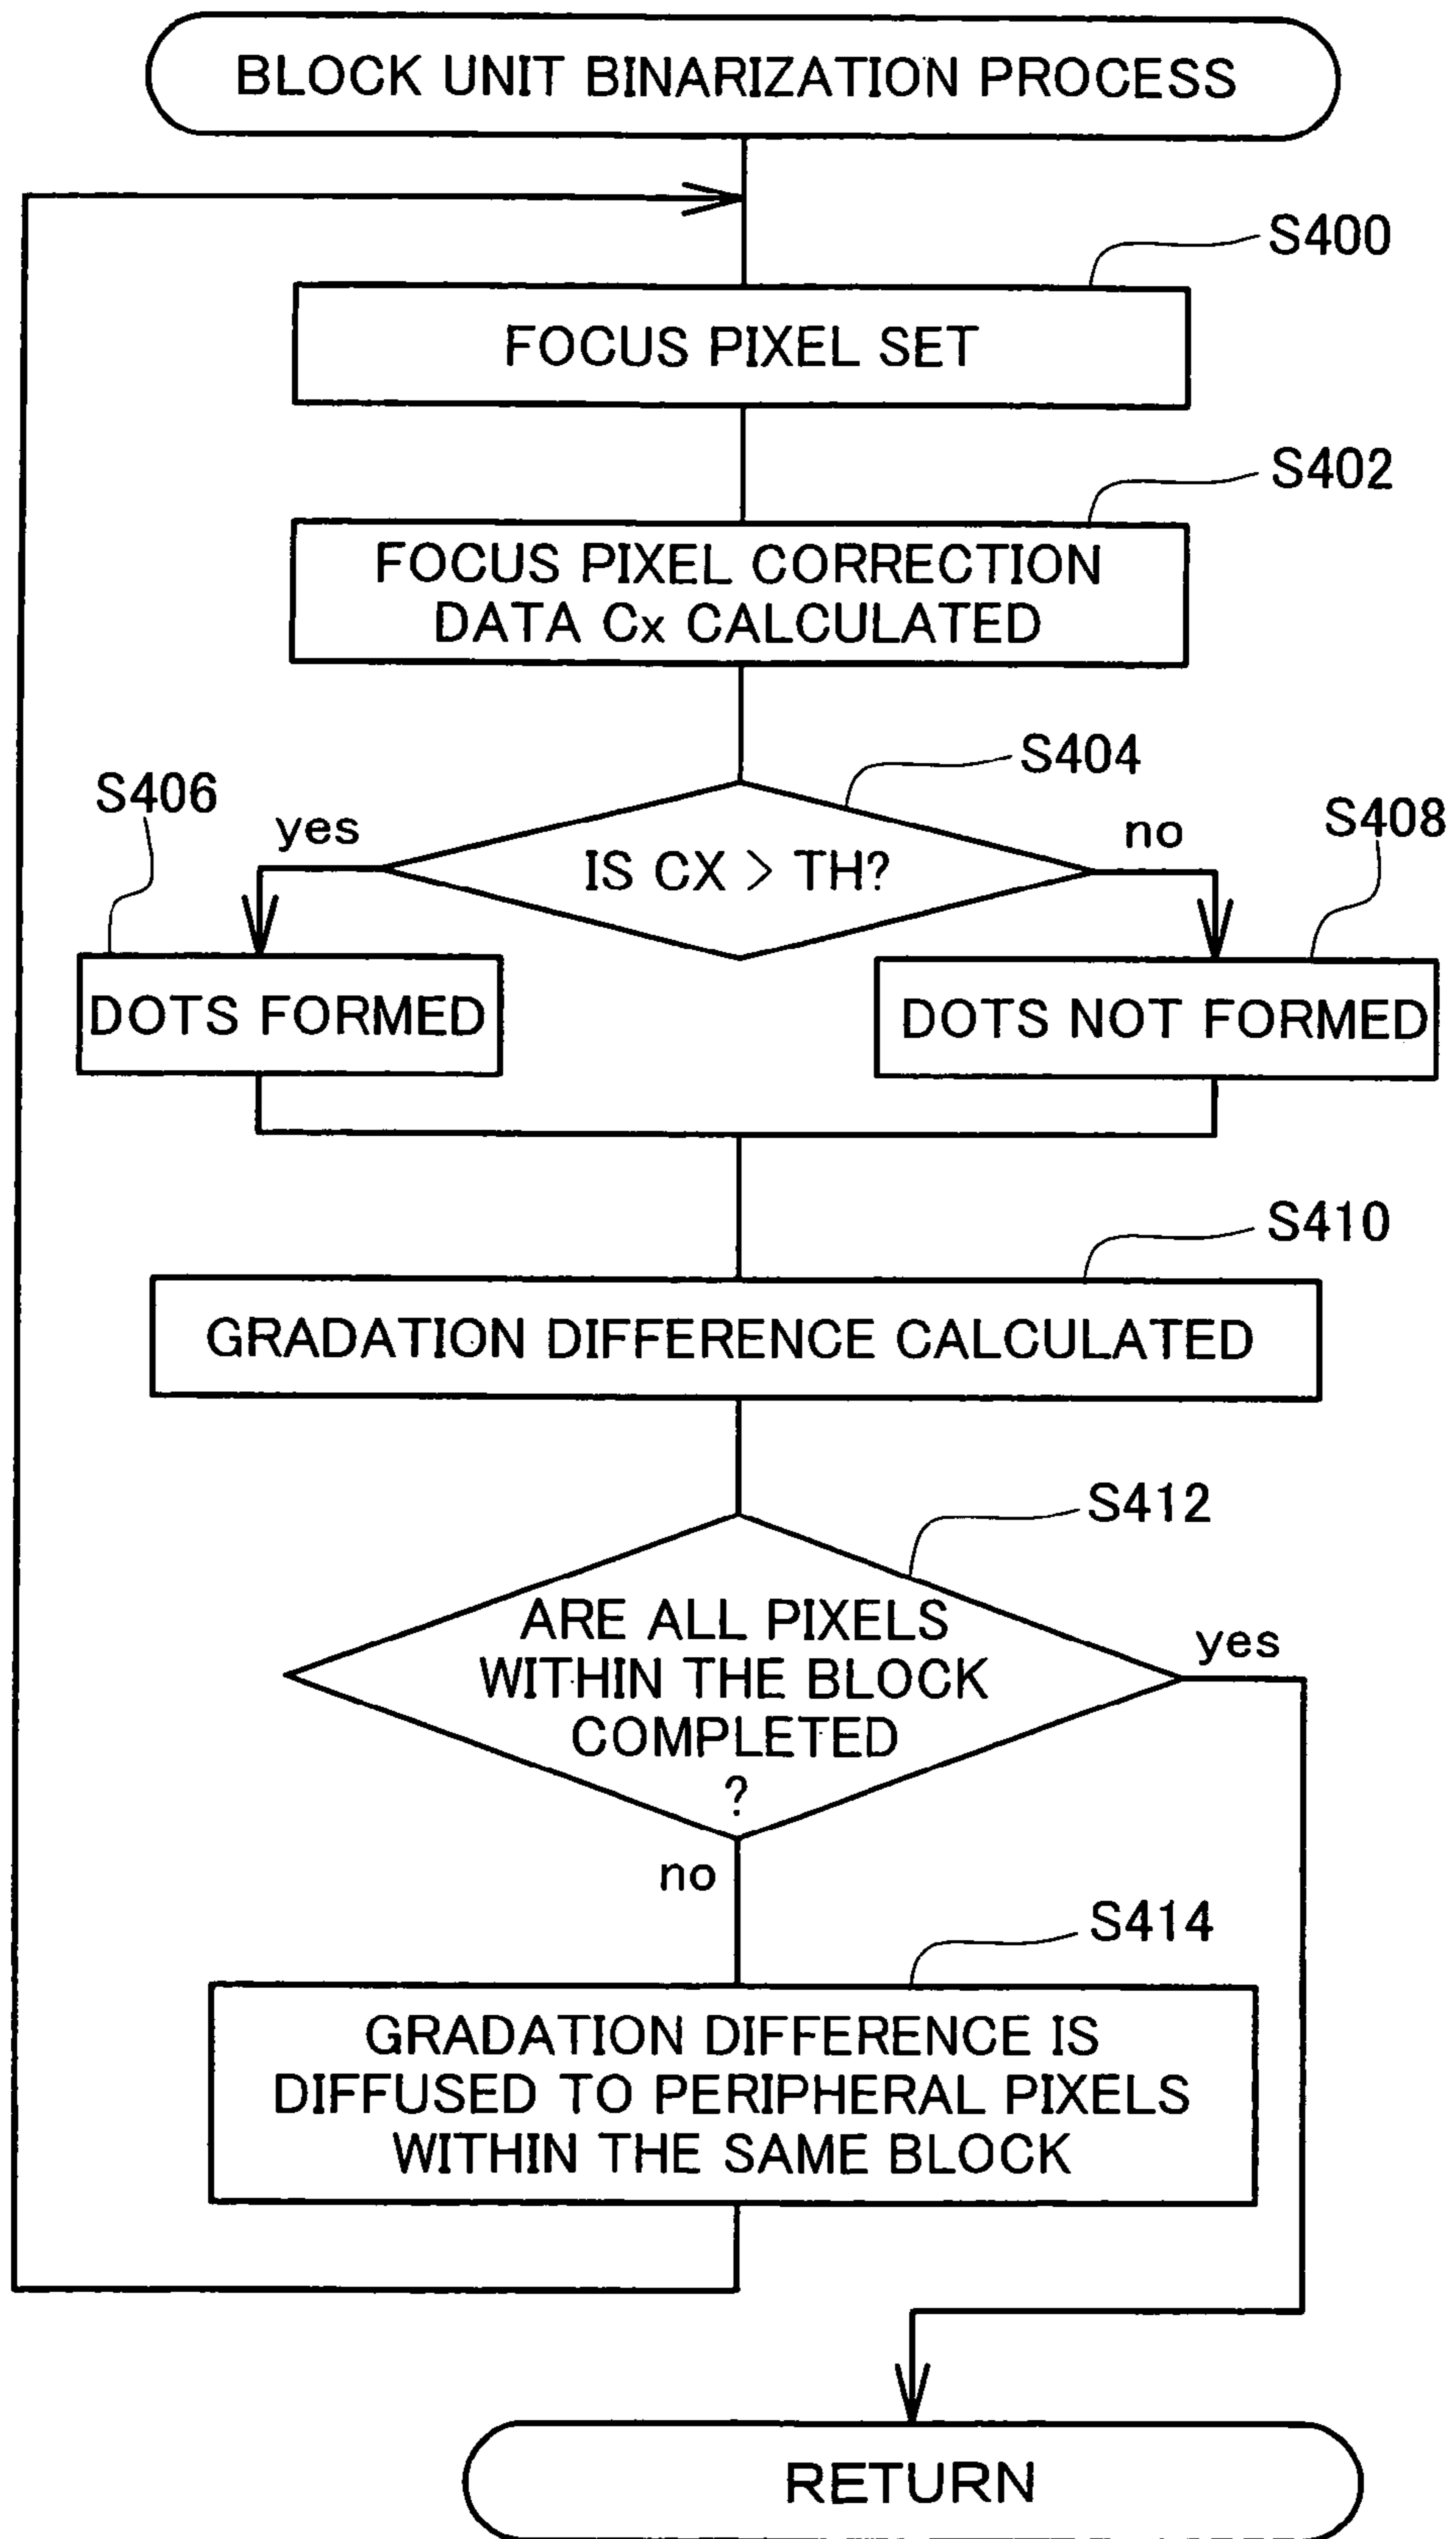 BLOCK UNIT BINARIZATION PROCESS
S400
FOCUS PIXEL SET
S402
FOCUS PIXEL CORRECTION
DATA Cx CALCULATED
S404
S406
yes
IS CX > TH?
no
S408
DOTS FORMED
DOTS NOT FORMED
S410
GRADATION DIFFERENCE CALCULATED
S412
ARE ALL PIXELS
WITHIN THE BLOCK
COMPLETED
?
yes
no
S414
GRADATION DIFFERENCE IS
DIFFUSED TO PERIPHERAL PIXELS
WITHIN THE SAME BLOCK
RETURN